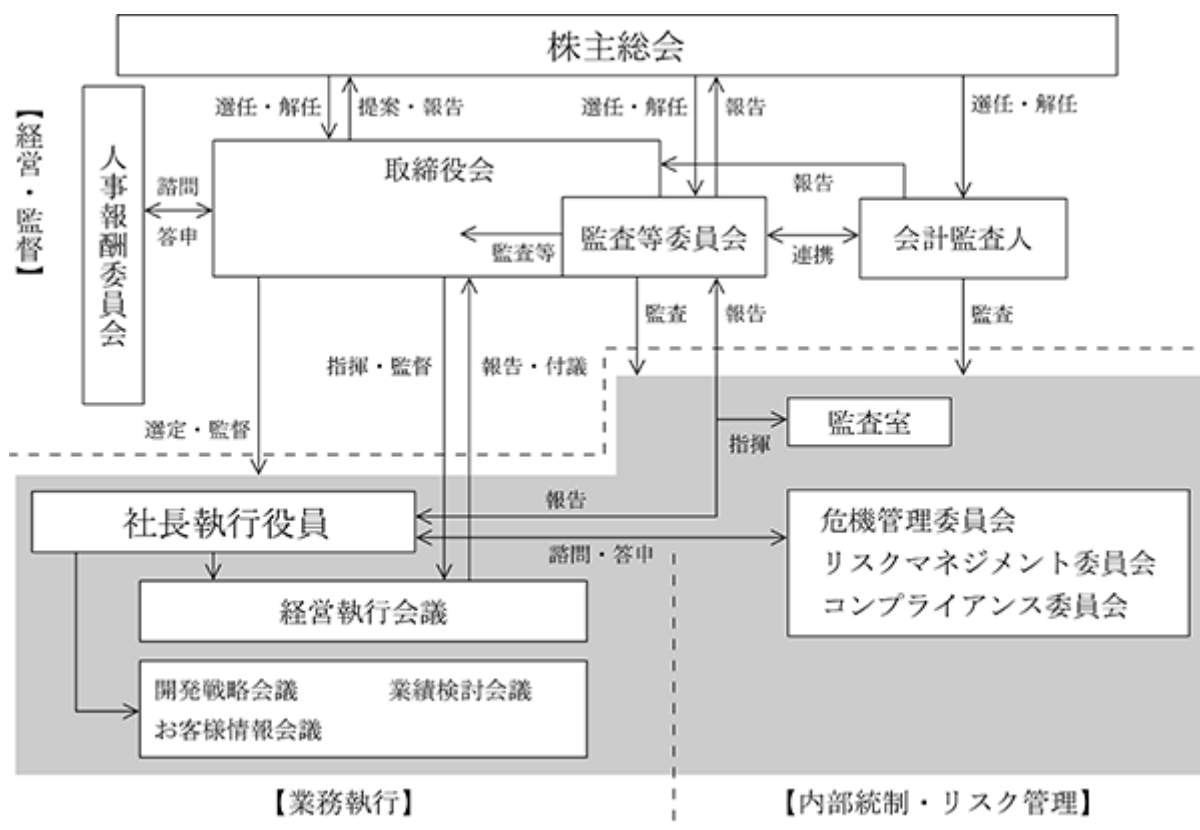 株主総会
選任・解任
提案・報告
選任・解任
報告
選任・解任
【経営・監督】
人事報酬委員会
諮問
答申
取締役会
報告
監査等委員会
監査等
連携
会計監査人
監査
報告
監査
指揮・監督
報告・付議
選定・監督
監査室
指揮
社長執行役員
報告
諮問・答申
危機管理委員会
リスクマネジメント委員会
コンプライアンス委員会
経営執行会議
開発戦略会議 業績検討会議
お客様情報会議
【業務執行】
【内部統制・リスク管理】